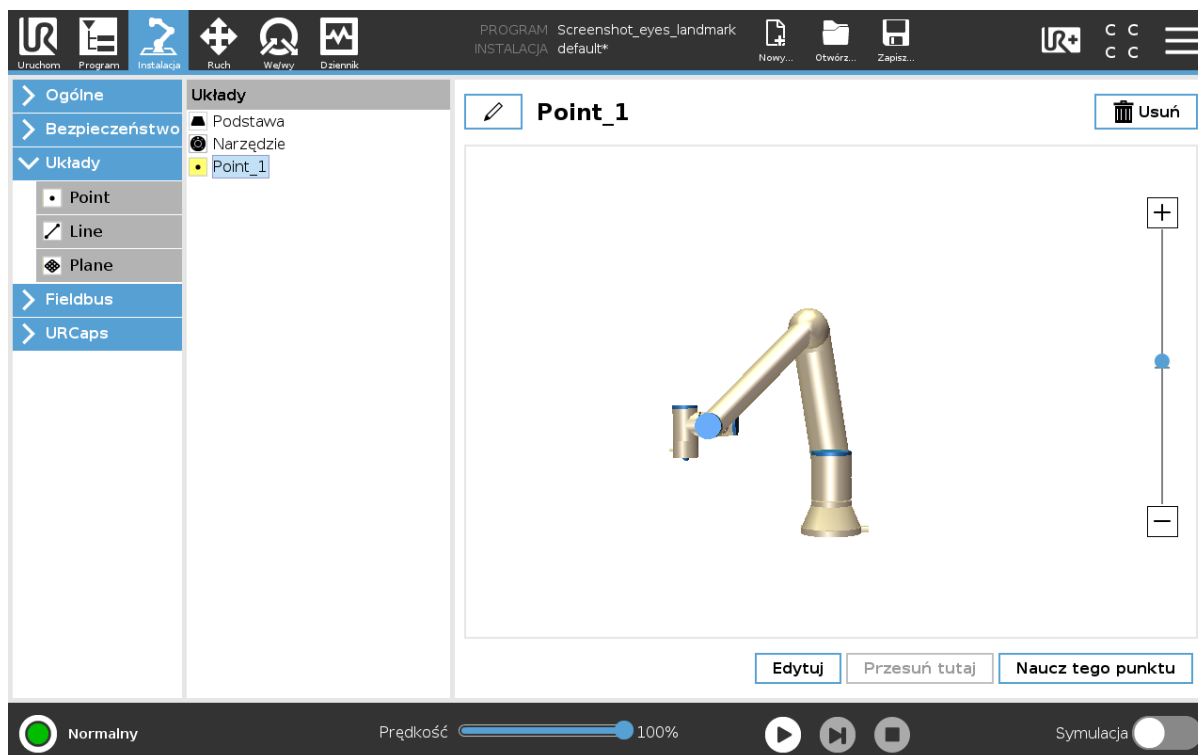 PROGRAM Screenshot_eyes_landmark
INSTALACJA default*
UR+
C C
C C
Uruchom Program Instalacja Ruch We/wy Dziennik Nowy... Otwórz... Zapisz...
Ogólne
Bezpieczeństwo
Układy
Point
Line
Plane
Fieldbus
URCaps
Układy
Podstawa
Narzędzie
Point_1
Point_1
Usuń
Edytuj Przesuń tutaj Naucz tego punktu
Normalny Prędkość 100% Symulacja